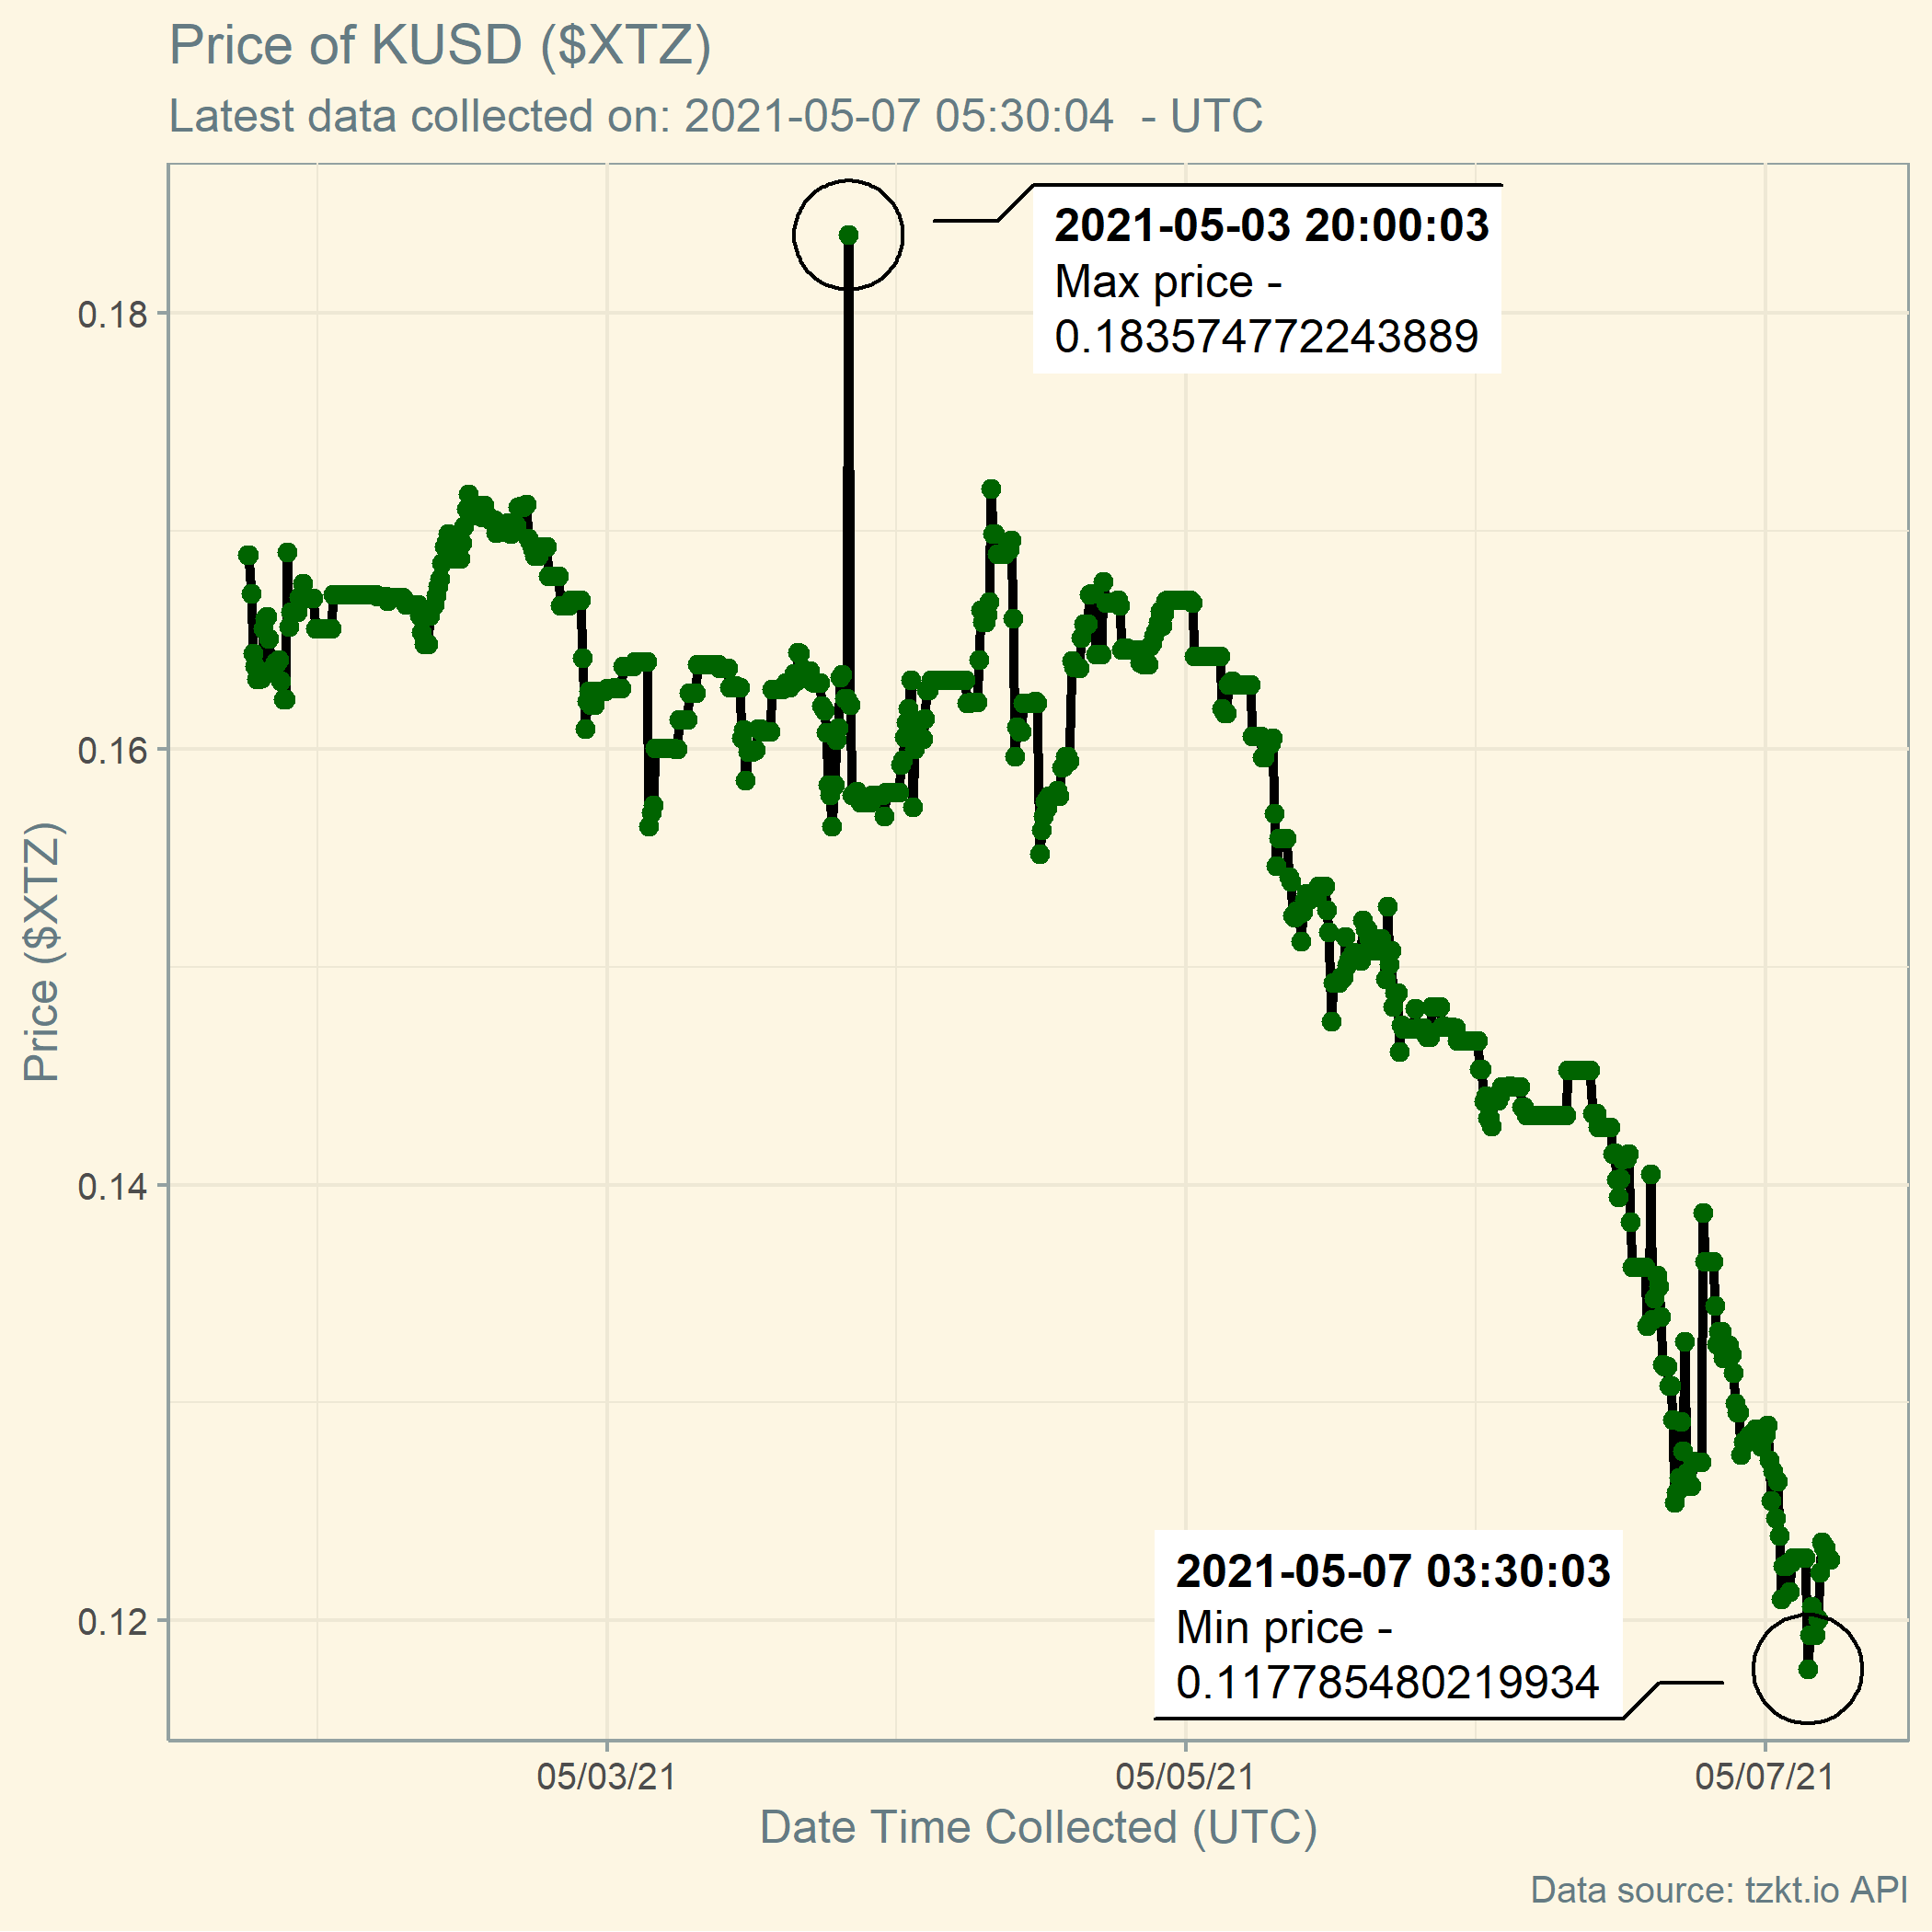 Price of KUSD ($XTZ)
Latest data collected on: 2021-05-07 05:30:04  - UTC
2021-05-03 20:00:03
Max price -
0.183574772243889
0.18
0.16
0.14
0.12
Price ($XTZ)
2021-05-07 03:30:03
Min price -
0.117785480219934
05/03/21
05/05/21
05/07/21
Date Time Collected (UTC)
Data source: tzkt.io API